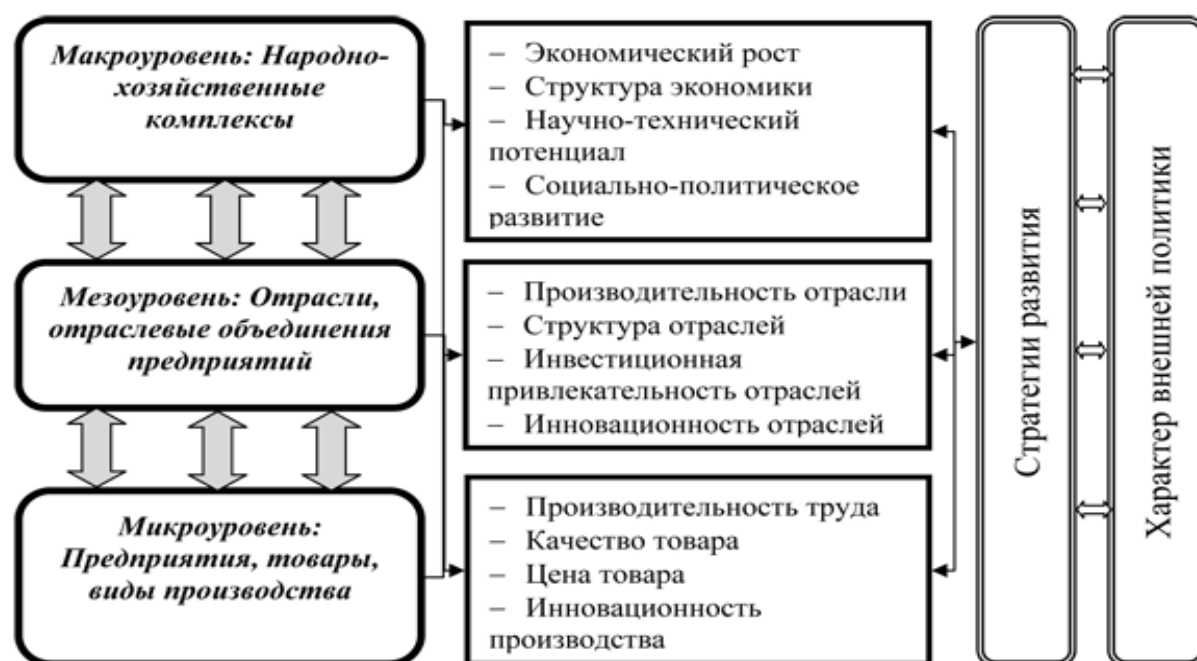 Макроуровень: Народно-
хозяйственные
комплексы
– Экономический рост
– Структура экономики
– Научно-технический
потенциал
– Социально-политическое
развитие
Мезоуровень: Отрасли,
отраслевые объединения
предприятий
– Производительность отрасли
– Структура отраслей
– Инвестиционная
привлекательность отраслей
– Инновационность отраслей
Микроуровень:
Предприятия, товары,
виды производства
– Производительность труда
– Качество товара
– Цена товара
– Инновационность
производства
Стратегии развития
Характер внешней политики